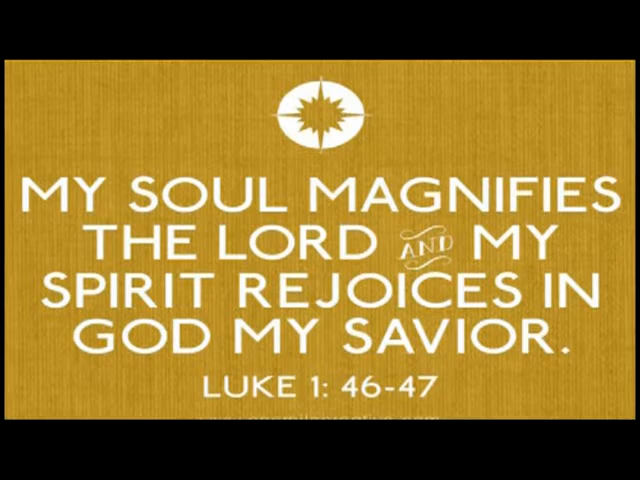 MY SOUL MAGNIFIES
THE LORD AND MY
SPIRIT REJOICES IN
GOD MY SAVIOR.
LUKE 1: 46-47